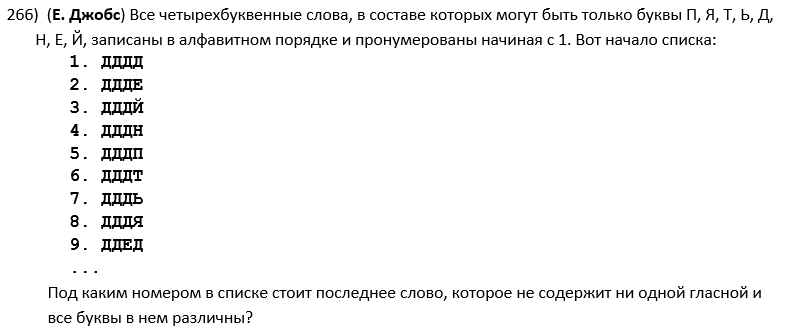 266) (Е. Джобс) Все четырехбуквенные слова, в составе которых могут быть только буквы П, Я, Т, Ь, Д,
Н, Е, Й, записаны в алфавитном порядке и пронумерованы начиная с 1. Вот начало списка:
1. ДДДД
2. ДДДЕ
3. ДДДЙ
4. ДДДН
5. ДДДП
6. ДДДТ
7. ДДДЬ
8. ДДДЯ
9. ДДЕД
...
Под каким номером в списке стоит последнее слово, которое не содержит ни одной гласной и
все буквы в нем различны?